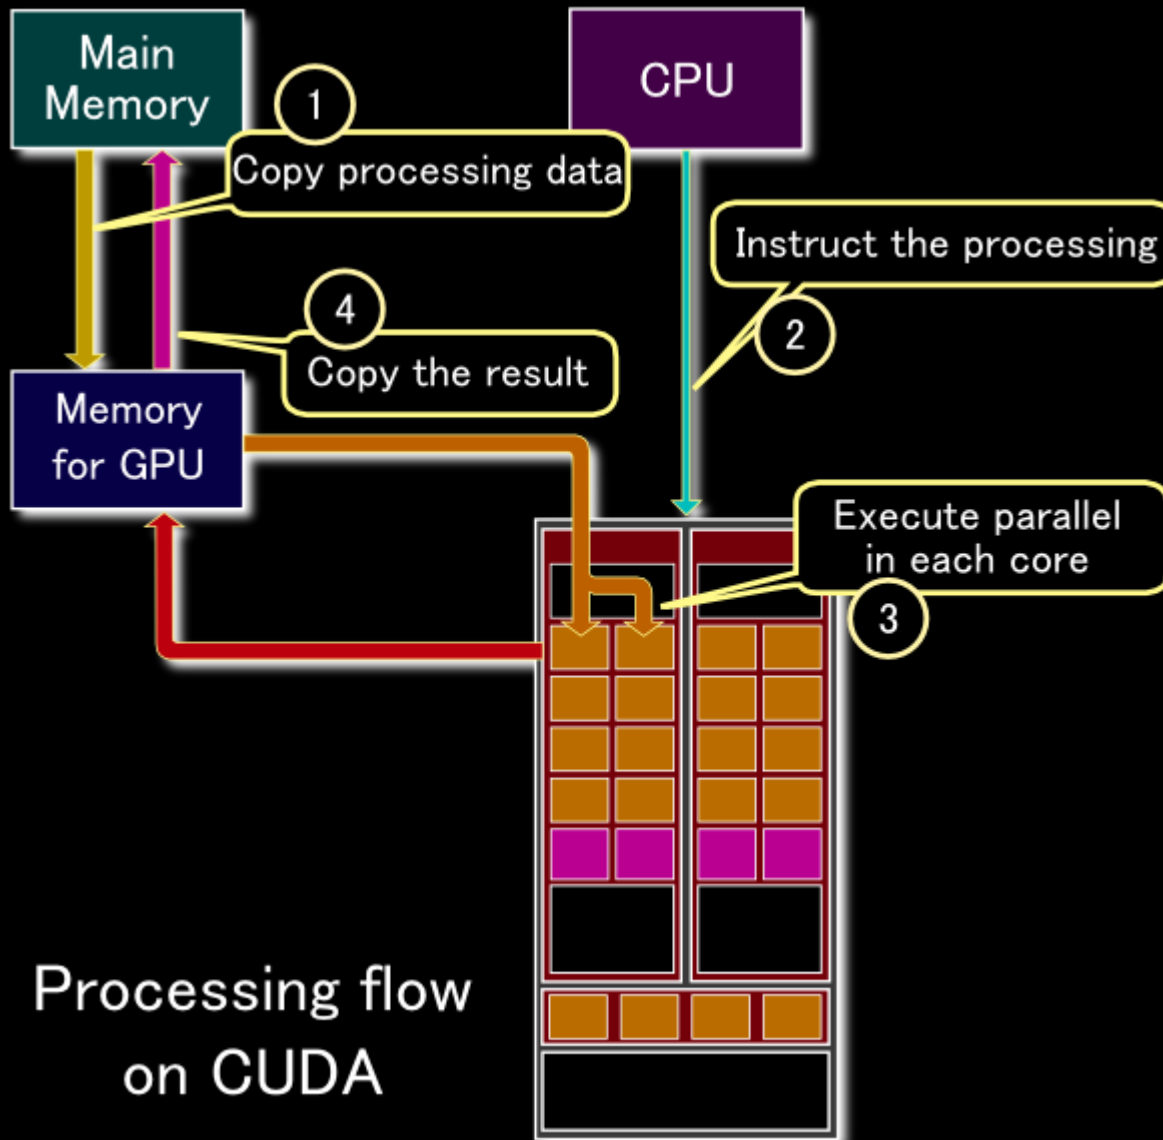 Main
Memory
CPU
1
Copy processing data
Instruct the processing
2
4
Copy the result
Memory
for GPU
Execute parallel
in each core
3
Processing flow
on CUDA